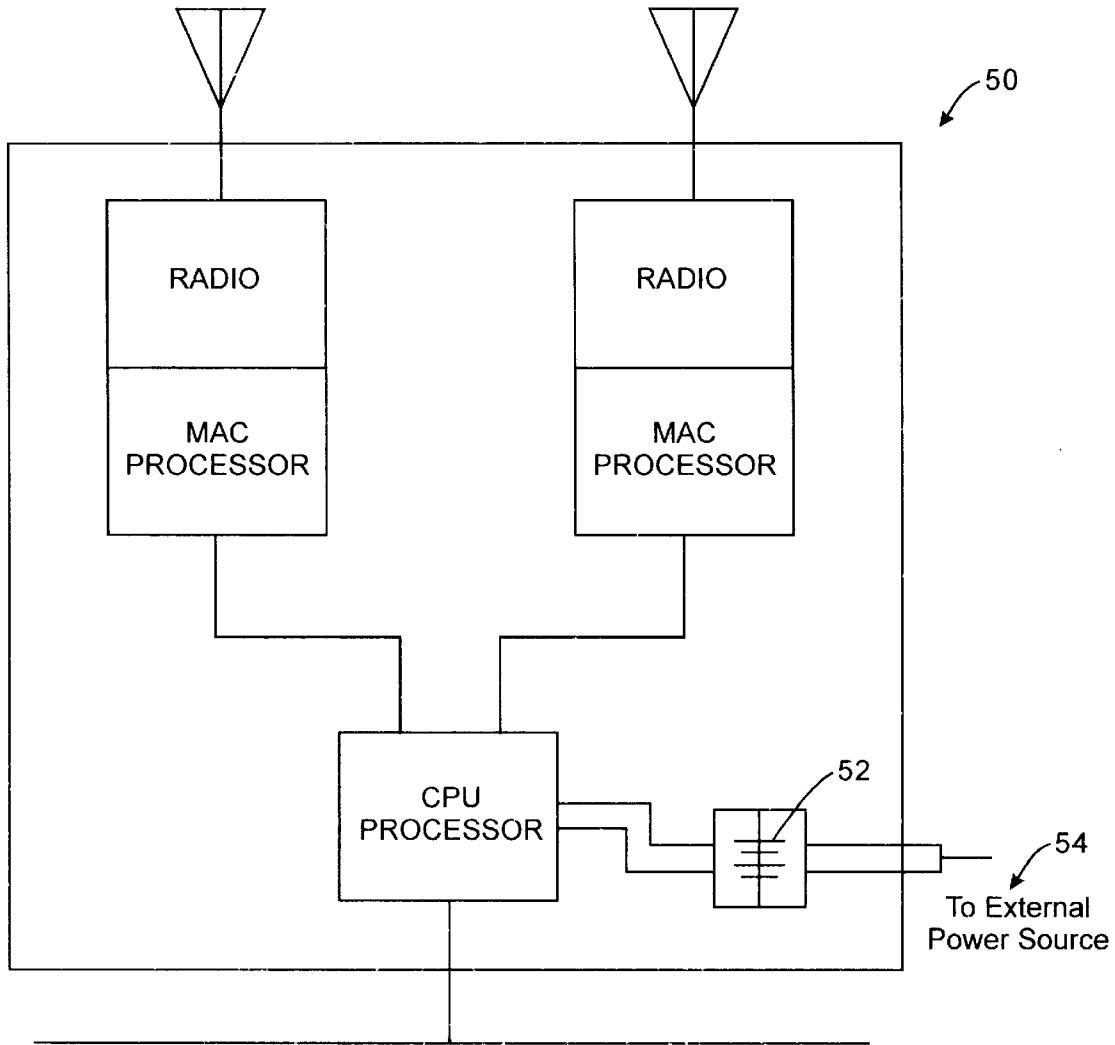 50
RADIO
RADIO
MAC
PROCESSOR
MAC
PROCESSOR
CPU
PROCESSOR
52
54
To External
Power Source